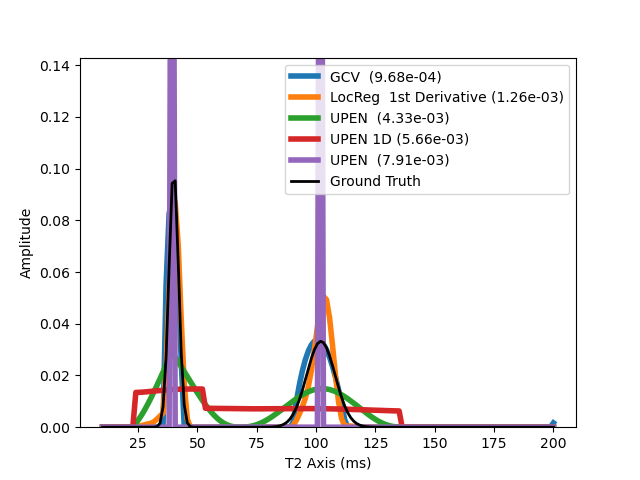 0.14
0.12
0.10
0.08
0.06
0.04
0.02
0.00
Amplitude
GCV (9.68e-04)
LocReg 1st Derivative (1.26e-03)
UPEN (4.33e-03)
UPEN 1D (5.66e-03)
UPEN (7.91e-03)
Ground Truth
25 50 75 100 125 150 175 200
T2 Axis (ms)